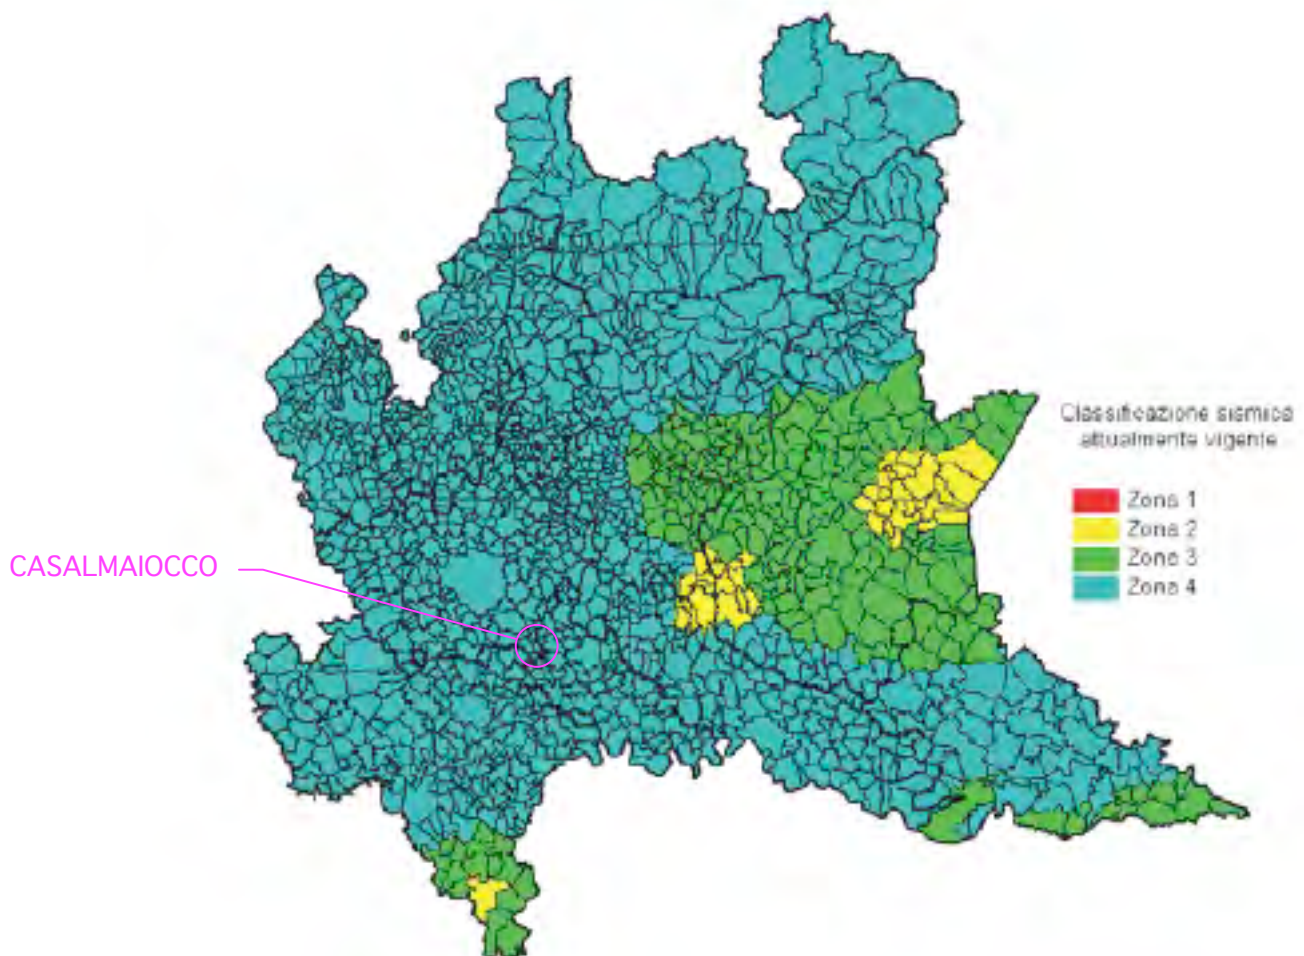 Classificazione sismica
attualmente vigente
Zona 1
Zona 2
Zona 3
Zona 4
CASALMAIOCCO